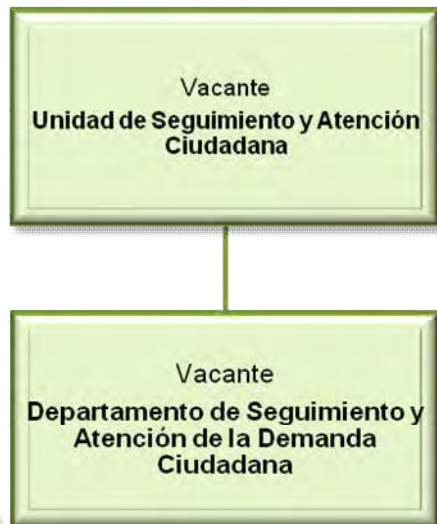 Vacante
Unidad de Seguimiento y Atención
Ciudadana
Vacante
Departamento de Seguimiento y
Atención de la Demanda
Ciudadana